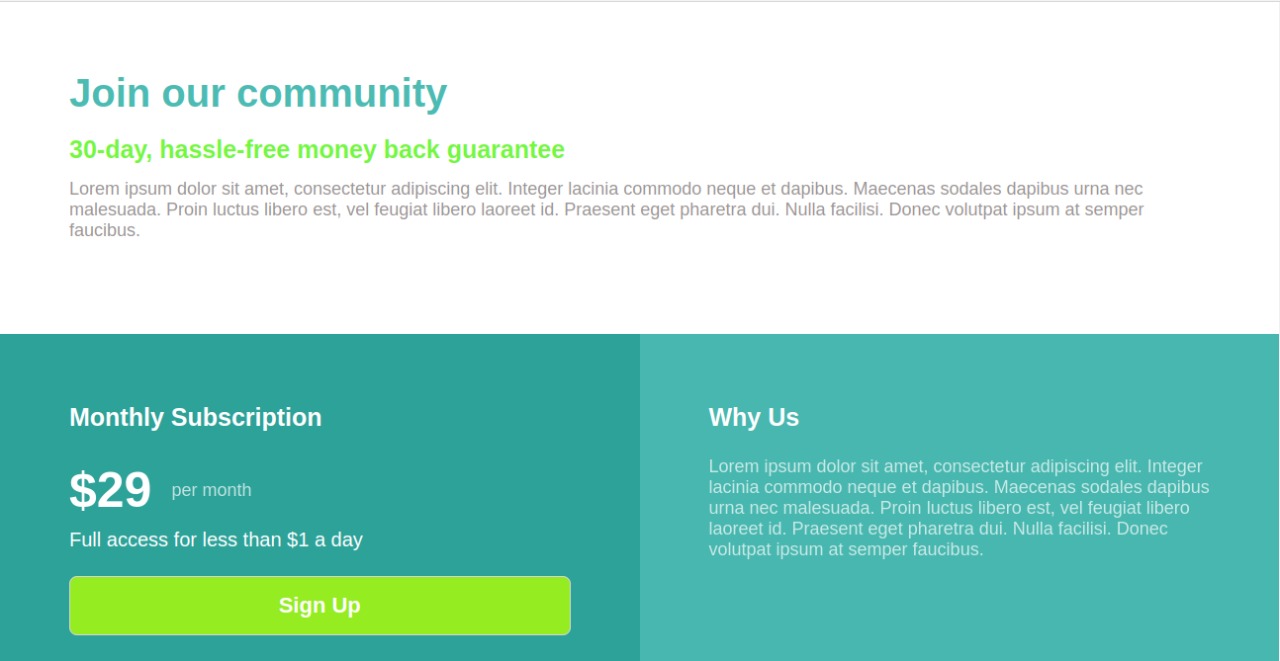 Join our community
30-day, hassle-free money back guarantee
Lorem ipsum dolor sit amet, consectetur adipiscing elit. Integer lacinia commodo neque et dapibus. Maecenas sodales dapibus urna nec
malesuada. Proin luctus libero est, vel feugiat libero laoreet id. Praesent eget pharetra dui. Nulla facilisi. Donec volutpat ipsum at semper
faucibus.
Monthly Subscription
$29 per month
Full access for less than $1 a day
Sign Up
Why Us
Lorem ipsum dolor sit amet, consectetur adipiscing elit. Integer
lacinia commodo neque et dapibus. Maecenas sodales dapibus
urna nec malesuada. Proin luctus libero est, vel feugiat libero
laoreet id. Praesent eget pharetra dui. Nulla facilisi. Donec
volutpat ipsum at semper faucibus.